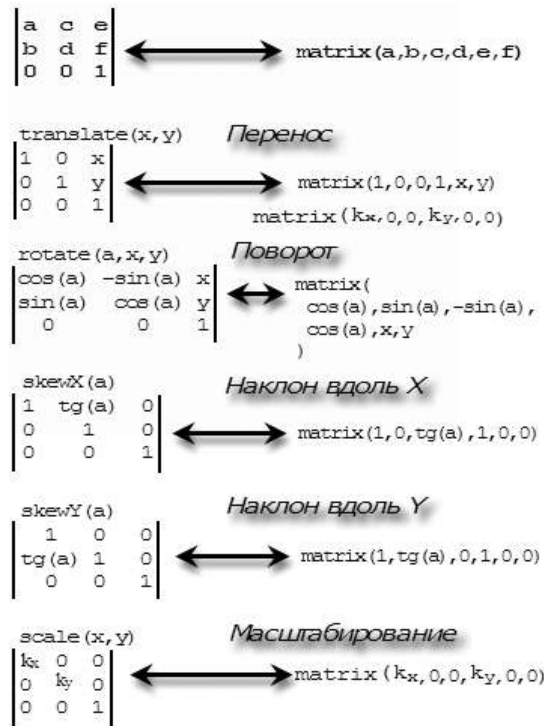 a c e
b d f
0 0 1
matrix(a,b,c,d,e,f)
translate(x,y)
Перенос
1 0 x
0 1 y
0 0 1
matrix(1,0,0,1,x,y)
matrix(kx,0,0,ky,0,0)
rotate(a,x,y)
Поворот
cos(a) -sin(a) x
sin(a) cos(a) y
0 0 1
matrix(
cos(a),sin(a),-sin(a),
cos(a),x,y
)
skewX(a)
Наклон вдоль X
1 tg(a) 0
0 1 0
0 0 1
matrix(1,0,tg(a),1,0,0)
skewY(a)
Наклон вдоль Y
1 0 0
tg(a) 1 0
0 0 1
matrix(1,tg(a),0,1,0,0)
scale(x,y)
Масштабирование
kx 0 0
0 ky 0
0 0 1
matrix(kx,0,0,ky,0,0)